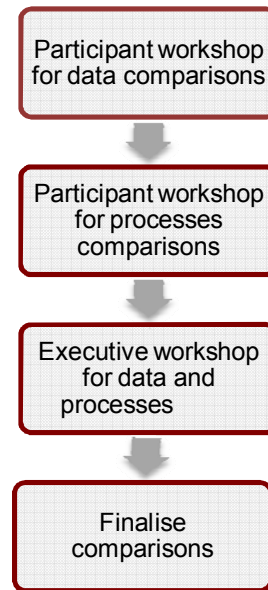 Participant workshop
for data comparisons
Participant workshop
for processes
comparisons
Executive workshop
for data and
processes
Finalise
comparisons